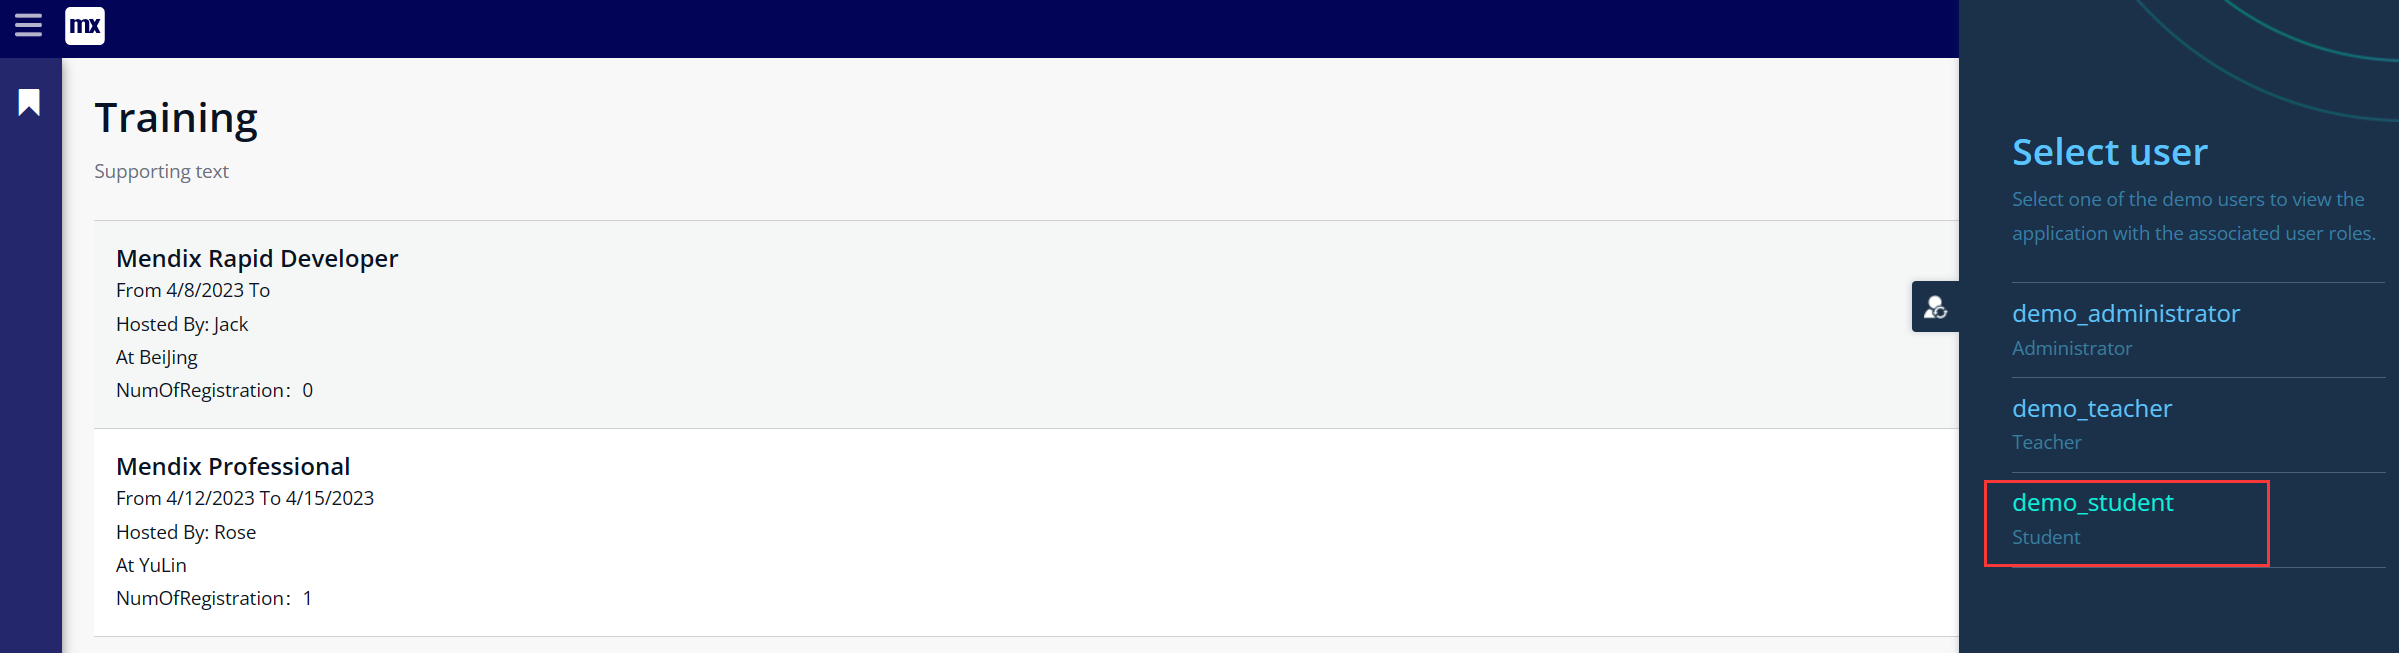 mx
Training
Supporting text
Mendix Rapid Developer
From 4/8/2023 To
Hosted By: Jack
At BeiJing
NumOfRegistration：0
Mendix Professional
From 4/12/2023 To 4/15/2023
Hosted By: Rose
At YuLin
NumOfRegistration：1
Select user
Select one of the demo users to view the
application with the associated user roles.
demo_administrator
Administrator
demo_teacher
Teacher
demo_student
Student